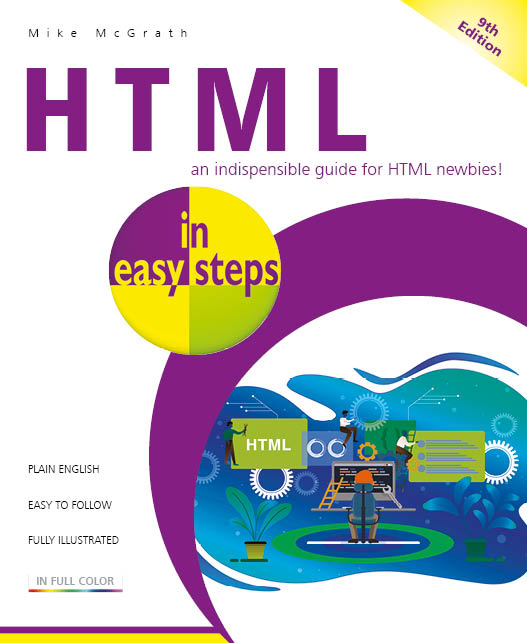 Mike McGrath
9th
Edition
HTML
an indispensible guide for HTML newbies!
in
easy steps
HTML
PLAIN ENGLISH
EASY TO FOLLOW
FULLY ILLUSTRATED
IN FULL COLOR